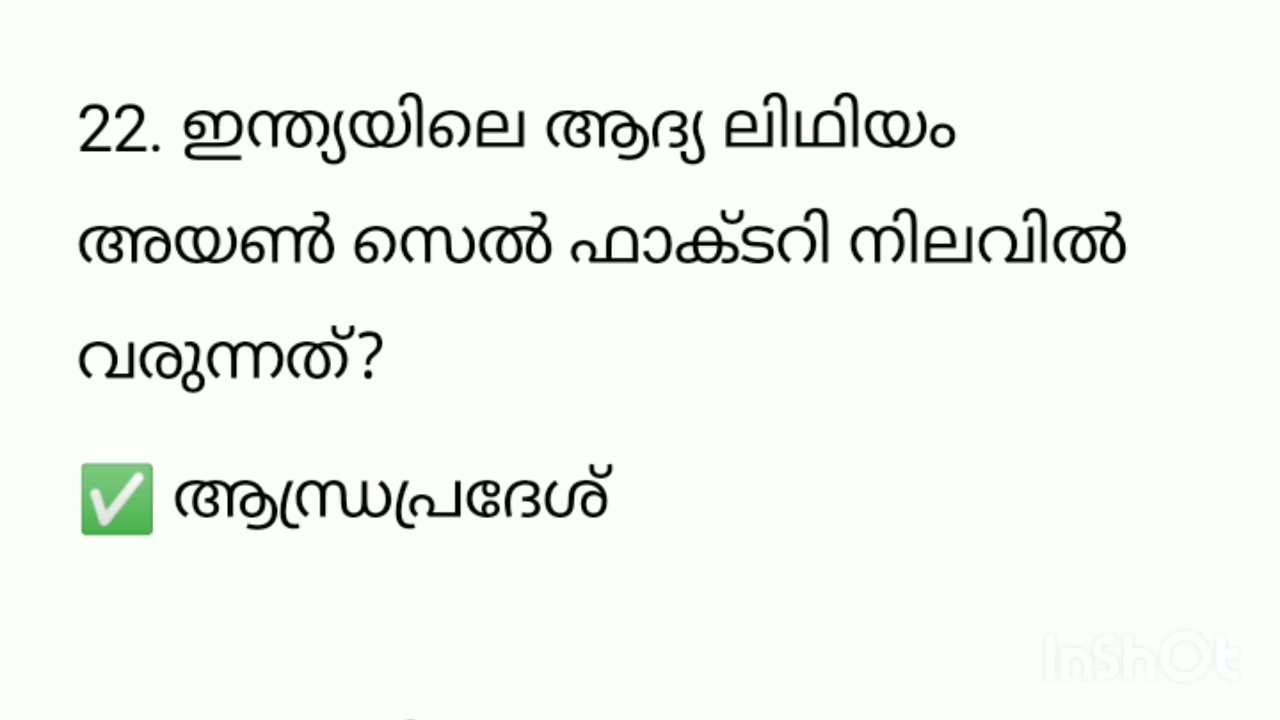 22. ഇന്ത്യയിലെ ആദ്യ ലിഥിയം
അയൺ സെൽ ഫാക്ടറി നിലവിൽ
വരുന്നത്?
✅ ആന്ധ്രപ്രദേശ്
InShOt